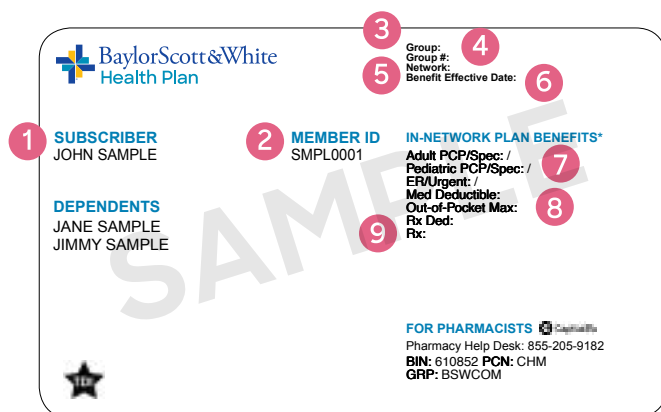 BaylorScott&White
Health Plan
3
4
Group:
Group #:
5
Network:
Benefit Effective Date:
6
1
SUBSCRIBER
JOHN SAMPLE
2
MEMBER ID
SMPL0001
DEPENDENTS
JANE SAMPLE
JIMMY SAMPLE
IN-NETWORK PLAN BENEFITS*
Adult PCP/Spec: /
Pediatric PCP/Spec: /
7
ER/Urgent: /
Med Deductible:
Out-of-Pocket Max:
8
Rx Ded:
9
Rx:
SAMPLE
FOR PHARMACISTS
Pharmacy Help Desk: 855-205-9182
BIN: 610852 PCN: CHM
GRP: BSWCOM
TDI